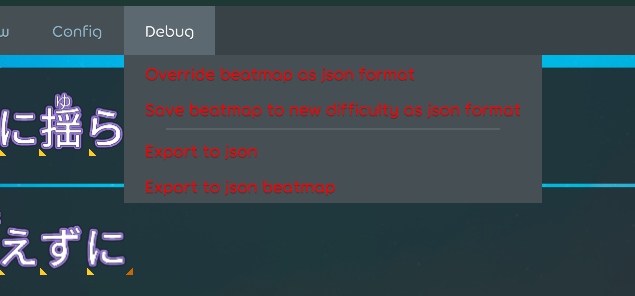 Config Debug
Override beatmap as json format
Save beatmap to new difficulty as json format
Export to json
Export to json beatmap
ゆ
に揺ら
えずに